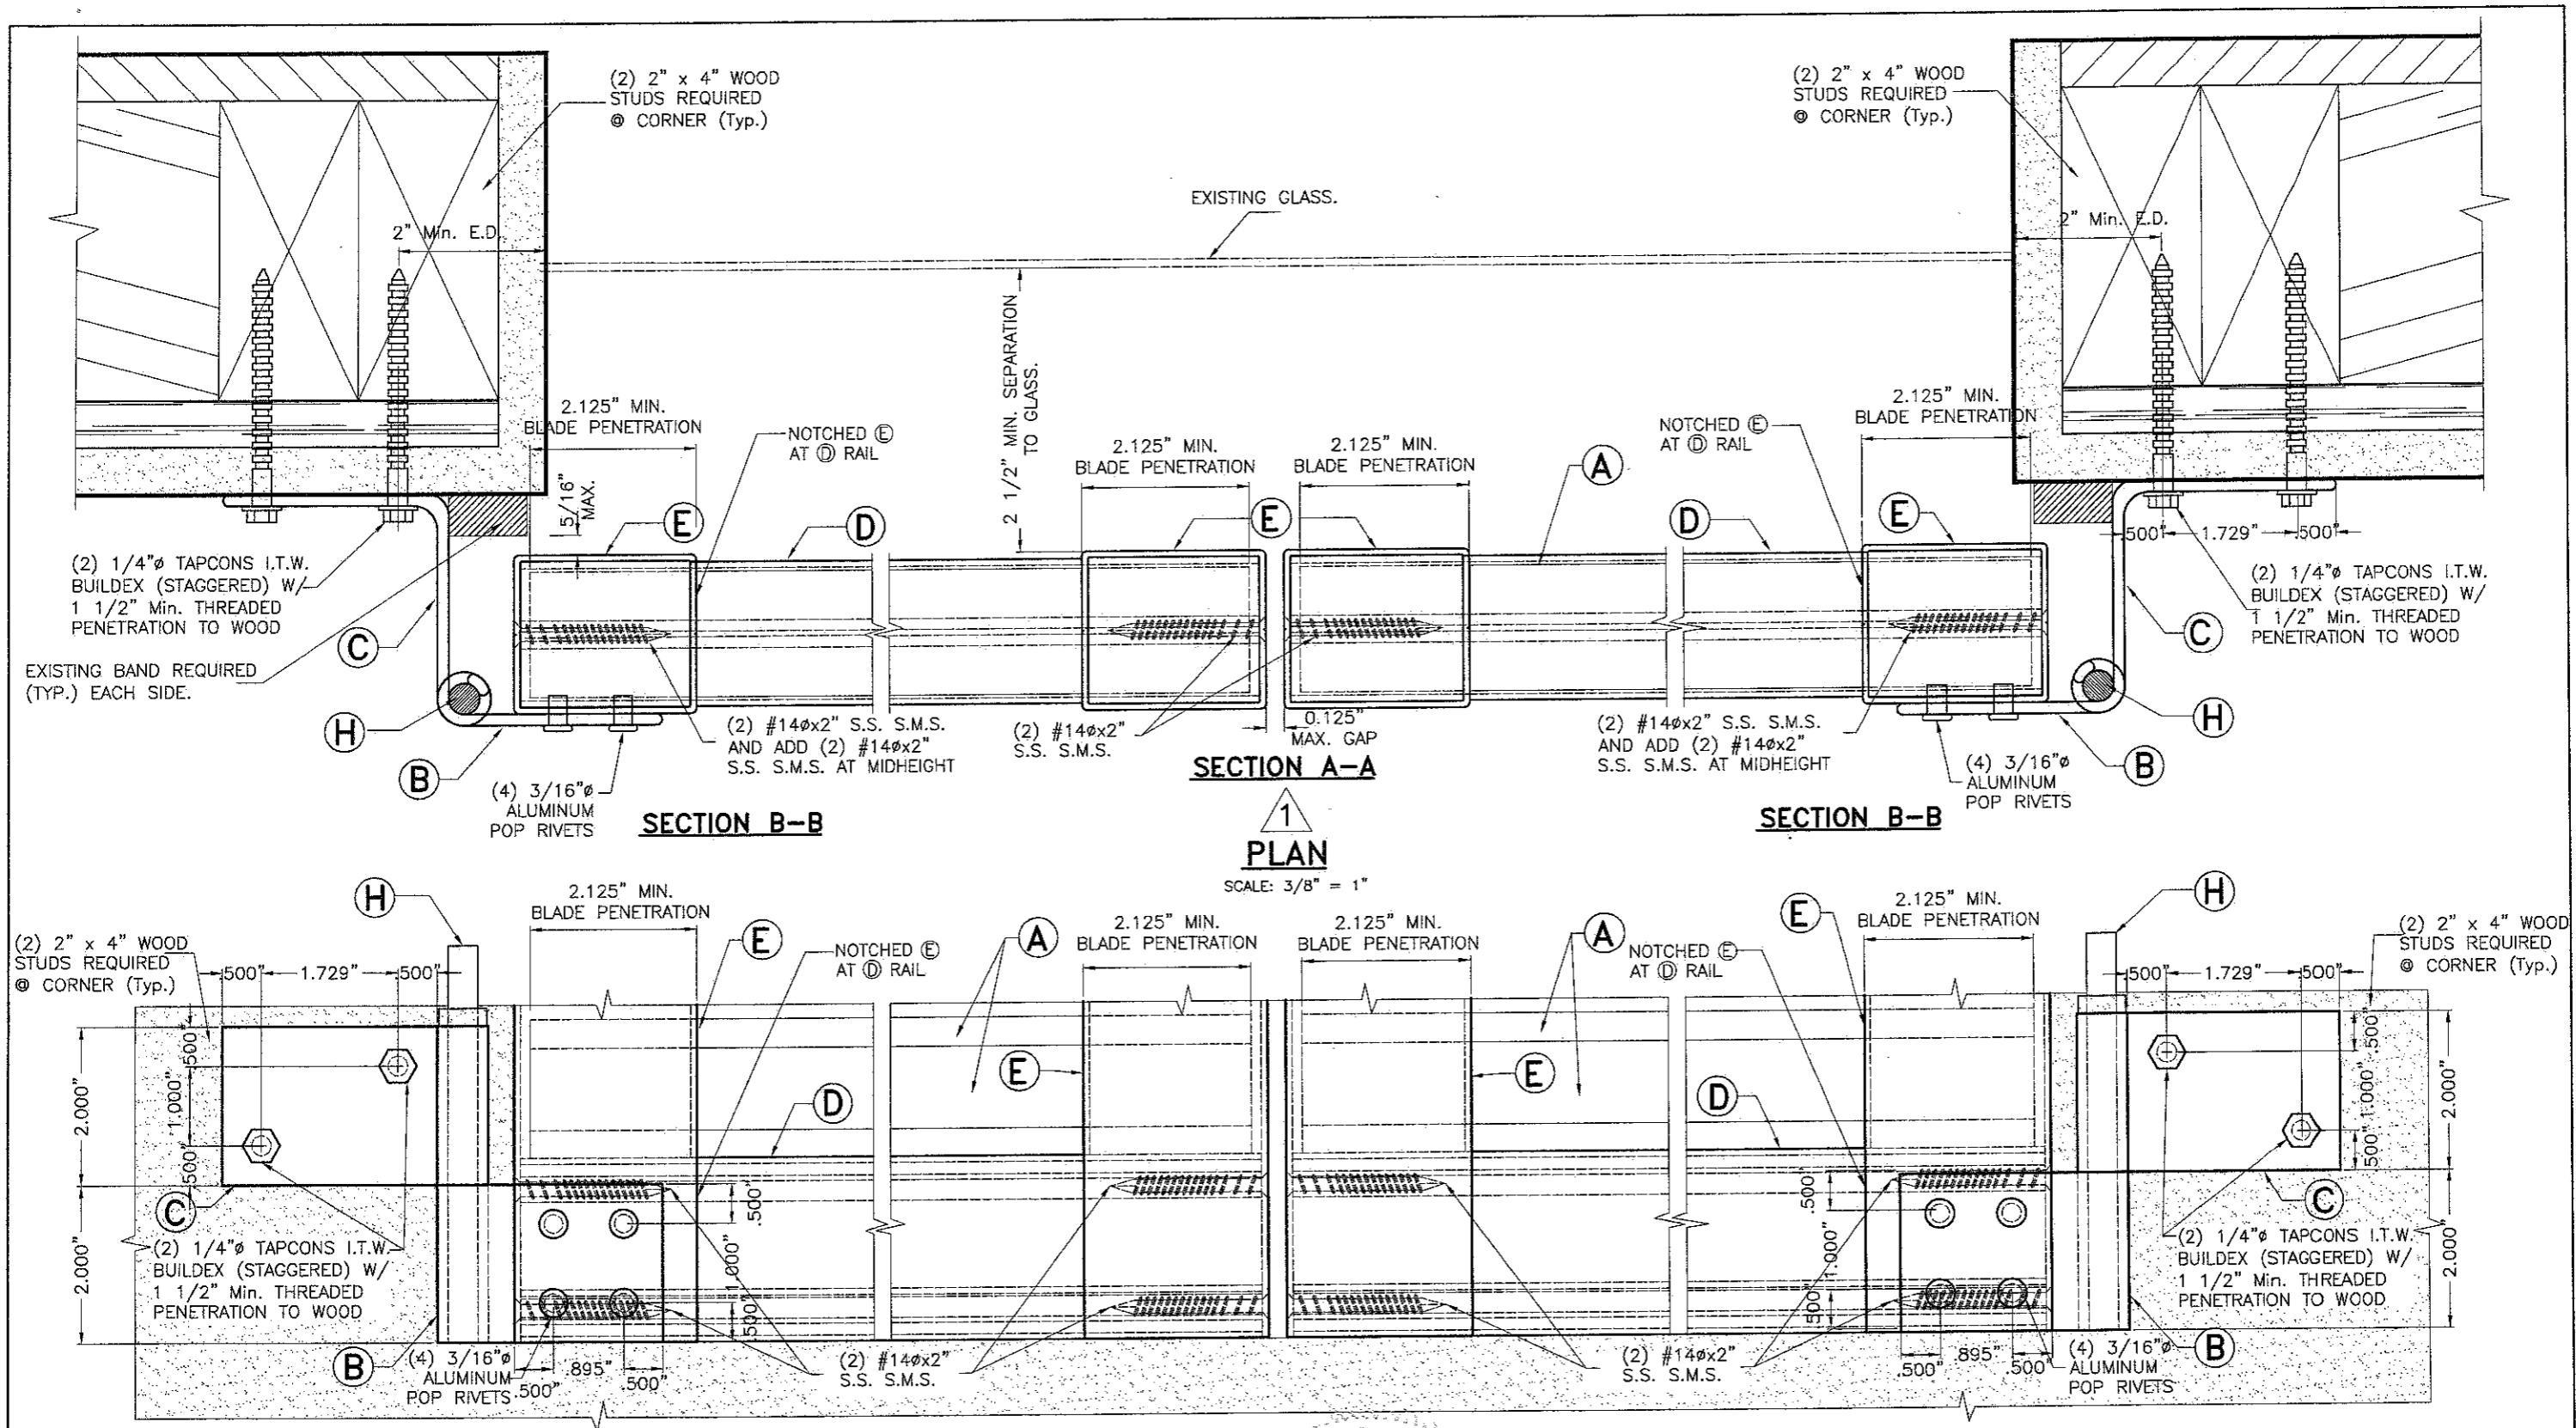 (2) 2" x 4" WOOD
STUDS REQUIRED
@ CORNER (Typ.)
(2) 2" x 4" WOOD
STUDS REQUIRED
@ CORNER (Typ.)
EXISTING GLASS.
2" Min. E.D.
2" Min. E.D.
2 1/2" MIN. SEPARATION
TO GLASS.
2.125" MIN.
BLADE PENETRATION
NOTCHED Ⓔ
AT Ⓓ RAIL
2.125" MIN.
BLADE PENETRATION
2.125" MIN.
BLADE PENETRATION
A
NOTCHED Ⓔ
AT Ⓓ RAIL
2.125" MIN.
BLADE PENETRATION
5/16"
MAX.
E
D
E
D
E
.500"
1.729"
.500"
(2) 1/4"ø TAPCONS I.T.W.
BUILDEX (STAGGERED) W/
1 1/2" Min. THREADED
PENETRATION TO WOOD
C
EXISTING BAND REQUIRED
(TYP.) EACH SIDE.
H
B
(2) 1/4"ø TAPCONS I.T.W.
BUILDEX (STAGGERED) W/
1 1/2" Min. THREADED
PENETRATION TO WOOD
C
H
B
(4) 3/16"ø
ALUMINUM
POP RIVETS
(2) #14øx2" S.S. S.M.S.
AND ADD (2) #14øx2"
S.S. S.M.S. AT MIDHEIGHT
(2) #14øx2"
S.S. S.M.S.
0.125"
MAX. GAP
(2) #14øx2" S.S. S.M.S.
AND ADD (2) #14øx2"
S.S. S.M.S. AT MIDHEIGHT
(4) 3/16"ø
ALUMINUM
POP RIVETS
SECTION B-B
SECTION A-A
SECTION B-B
1
PLAN
SCALE: 3/8" = 1"
H
2.125" MIN.
BLADE PENETRATION
E
NOTCHED Ⓔ
AT Ⓓ RAIL
A
2.125" MIN.
BLADE PENETRATION
2.125" MIN.
BLADE PENETRATION
A
NOTCHED Ⓔ
AT Ⓓ RAIL
E
2.125" MIN.
BLADE PENETRATION
H
(2) 2" x 4" WOOD
STUDS REQUIRED
@ CORNER (Typ.)
(2) 2" x 4" WOOD
STUDS REQUIRED
@ CORNER (Typ.)
.500"
1.729"
.500"
.500"
1.729"
.500"
.500"
1.000"
.500"
2.000"
2.000"
D
E
E
D
.500"
1.000"
.500"
2.000"
2.000"
C
(2) 1/4"ø TAPCONS I.T.W.
BUILDEX (STAGGERED) W/
1 1/2" Min. THREADED
PENETRATION TO WOOD
B
.500"
1.000"
.500"
.500"
1.000"
.500"
C
(2) 1/4"ø TAPCONS I.T.W.
BUILDEX (STAGGERED) W/
1 1/2" Min. THREADED
PENETRATION TO WOOD
B
(4) 3/16"ø
ALUMINUM
POP RIVETS
.500"
.895"
.500"
(2) #14øx2"
S.S. S.M.S.
(2) #14øx2"
S.S. S.M.S.
.500"
.895"
.500"
(4) 3/16"ø
ALUMINUM
POP RIVETS